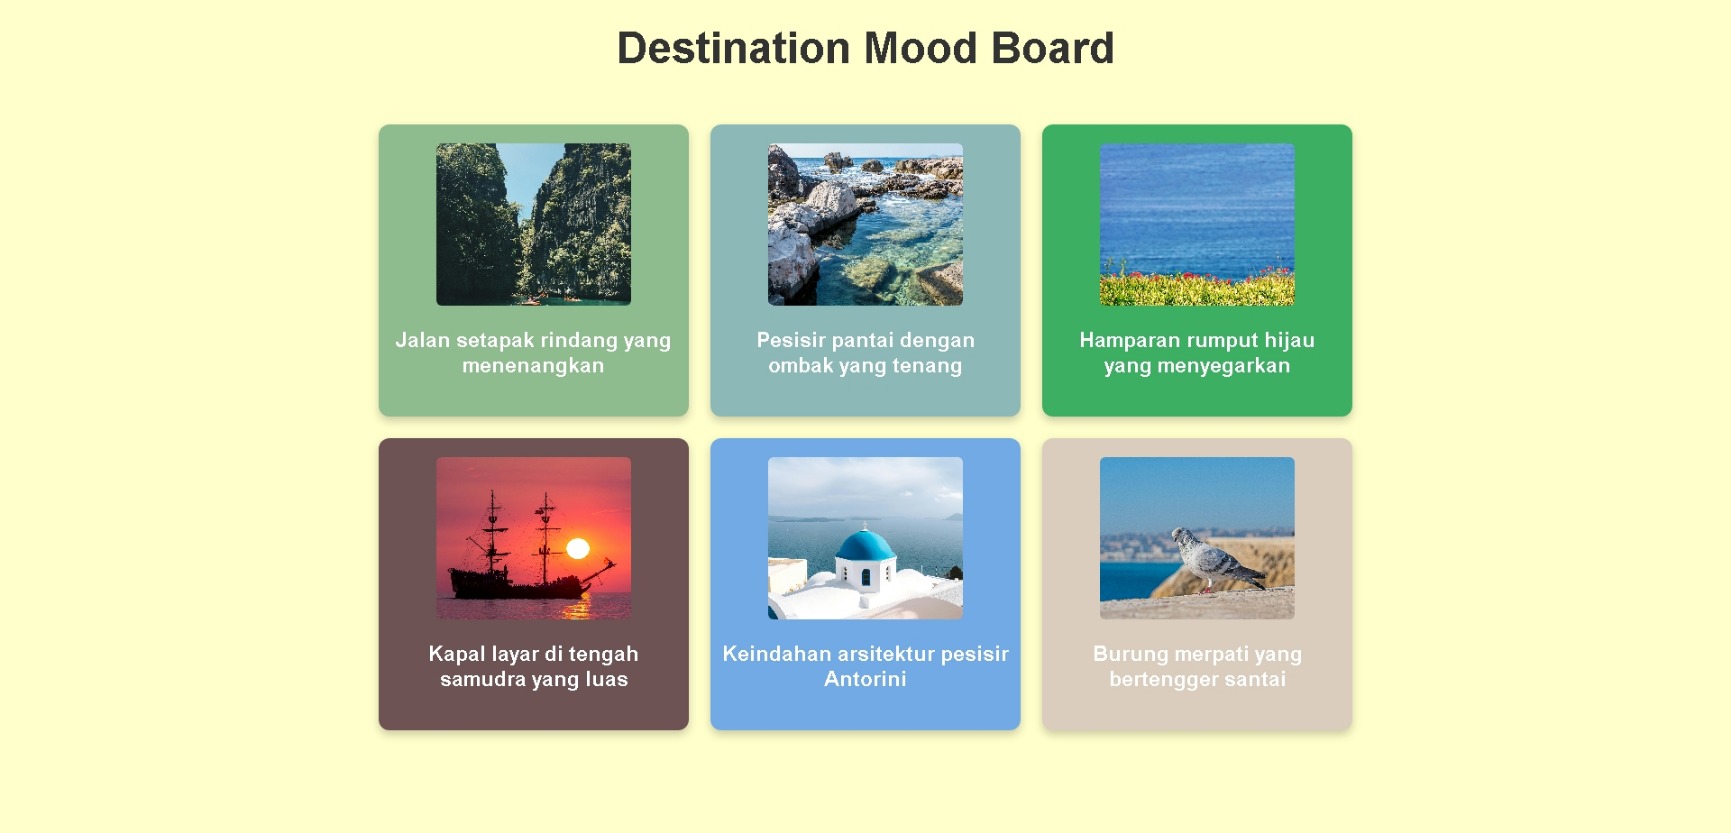 Destination Mood Board
Jalan setapak rindang yang
menenangkan
Pesisir pantai dengan
ombak yang tenang
Hamparan rumput hijau
yang menyegarkan
Kapal layar di tengah
samudra yang luas
Keindahan arsitektur pesisir
Antorini
Burung merpati yang
bertengger santai